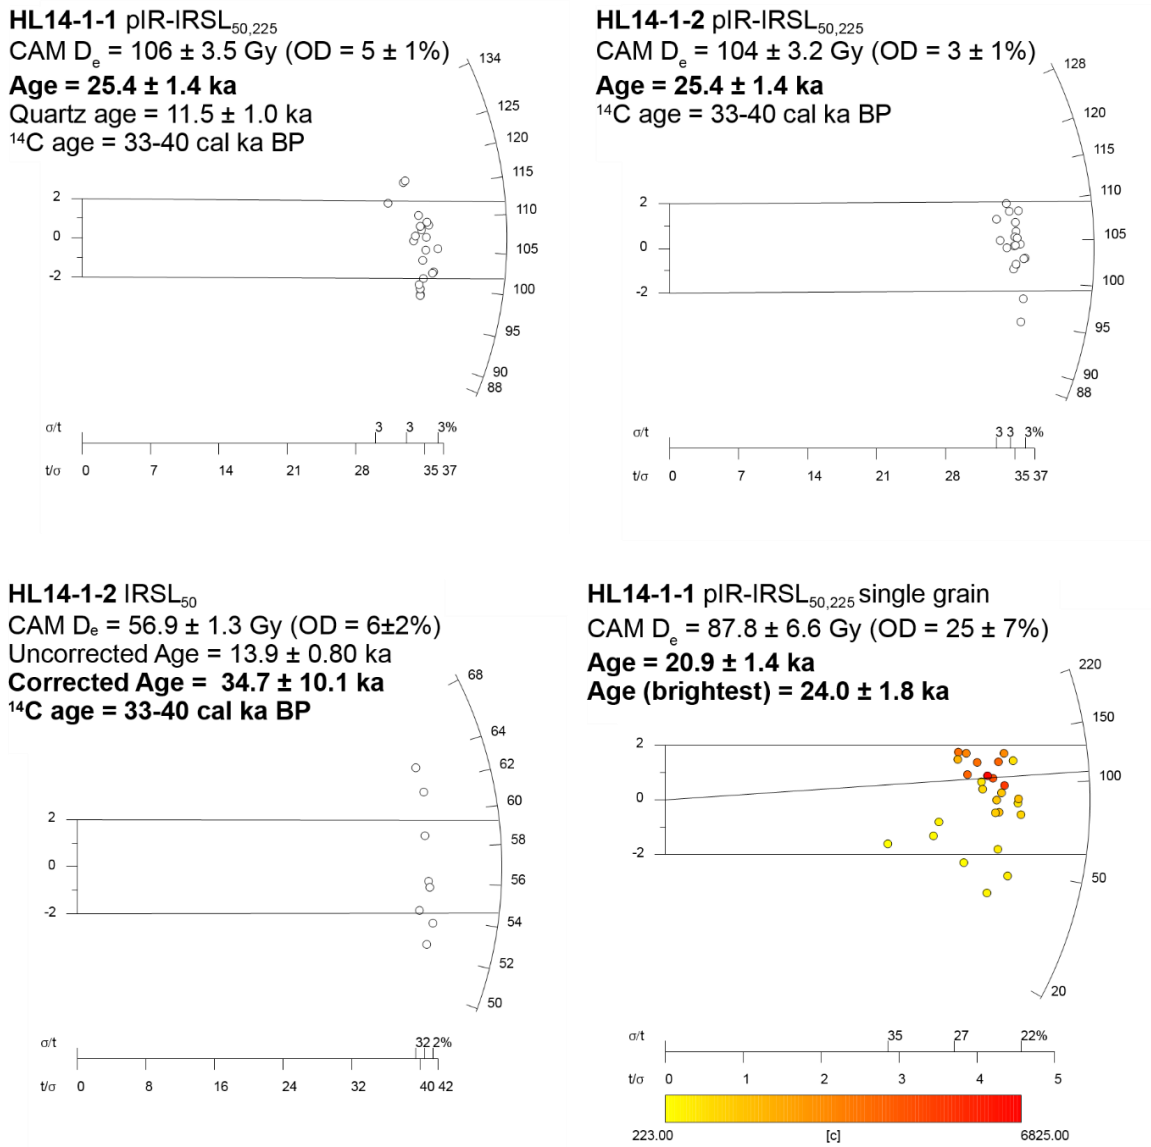 HL14-1-1 pIR-IRSL50,225
CAM De = 106 ± 3.5 Gy (OD = 5 ± 1%)
Age = 25.4 ± 1.4 ka
Quartz age = 11.5 ± 1.0 ka
14C age = 33-40 cal ka BP
134
125
120
115
110
105
100
95
90
88
2
0
-2
σ/t 3 3 3%
t/σ 0 7 14 21 28 35 37
HL14-1-2 pIR-IRSL50,225
CAM De = 104 ± 3.2 Gy (OD = 3 ± 1%)
Age = 25.4 ± 1.4 ka
14C age = 33-40 cal ka BP
128
120
115
110
105
100
95
90
88
2
0
-2
σ/t 3 3 3%
t/σ 0 7 14 21 28 35 37
HL14-1-2 IRSL50
CAM De = 56.9 ± 1.3 Gy (OD = 6±2%)
Uncorrected Age = 13.9 ± 0.80 ka
Corrected Age = 34.7 ± 10.1 ka
14C age = 33-40 cal ka BP
68
64
62
60
58
56
54
52
50
2
0
-2
σ/t 3 2 2%
t/σ 0 8 16 24 32 40 42
HL14-1-1 pIR-IRSL50,225 single grain
CAM De = 87.8 ± 6.6 Gy (OD = 25 ± 7%)
Age = 20.9 ± 1.4 ka
Age (brightest) = 24.0 ± 1.8 ka
220
150
100
50
20
2
0
-2
σ/t 35 27 22%
t/σ 0 1 2 3 4 5
223.00 [c] 6825.00